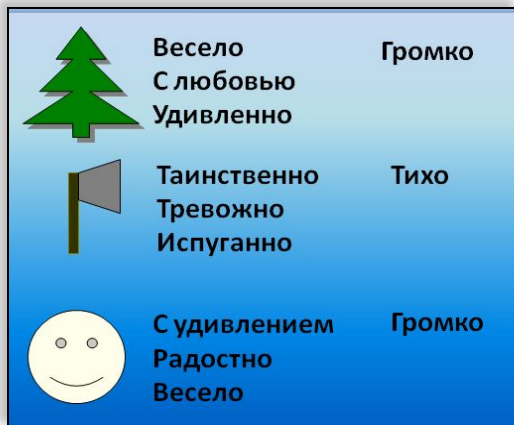 Весело Громко
С любовью
Удивленно
Таинственно Тихо
Тревожно
Испуганно
С удивлением Громко
Радостно
Весело